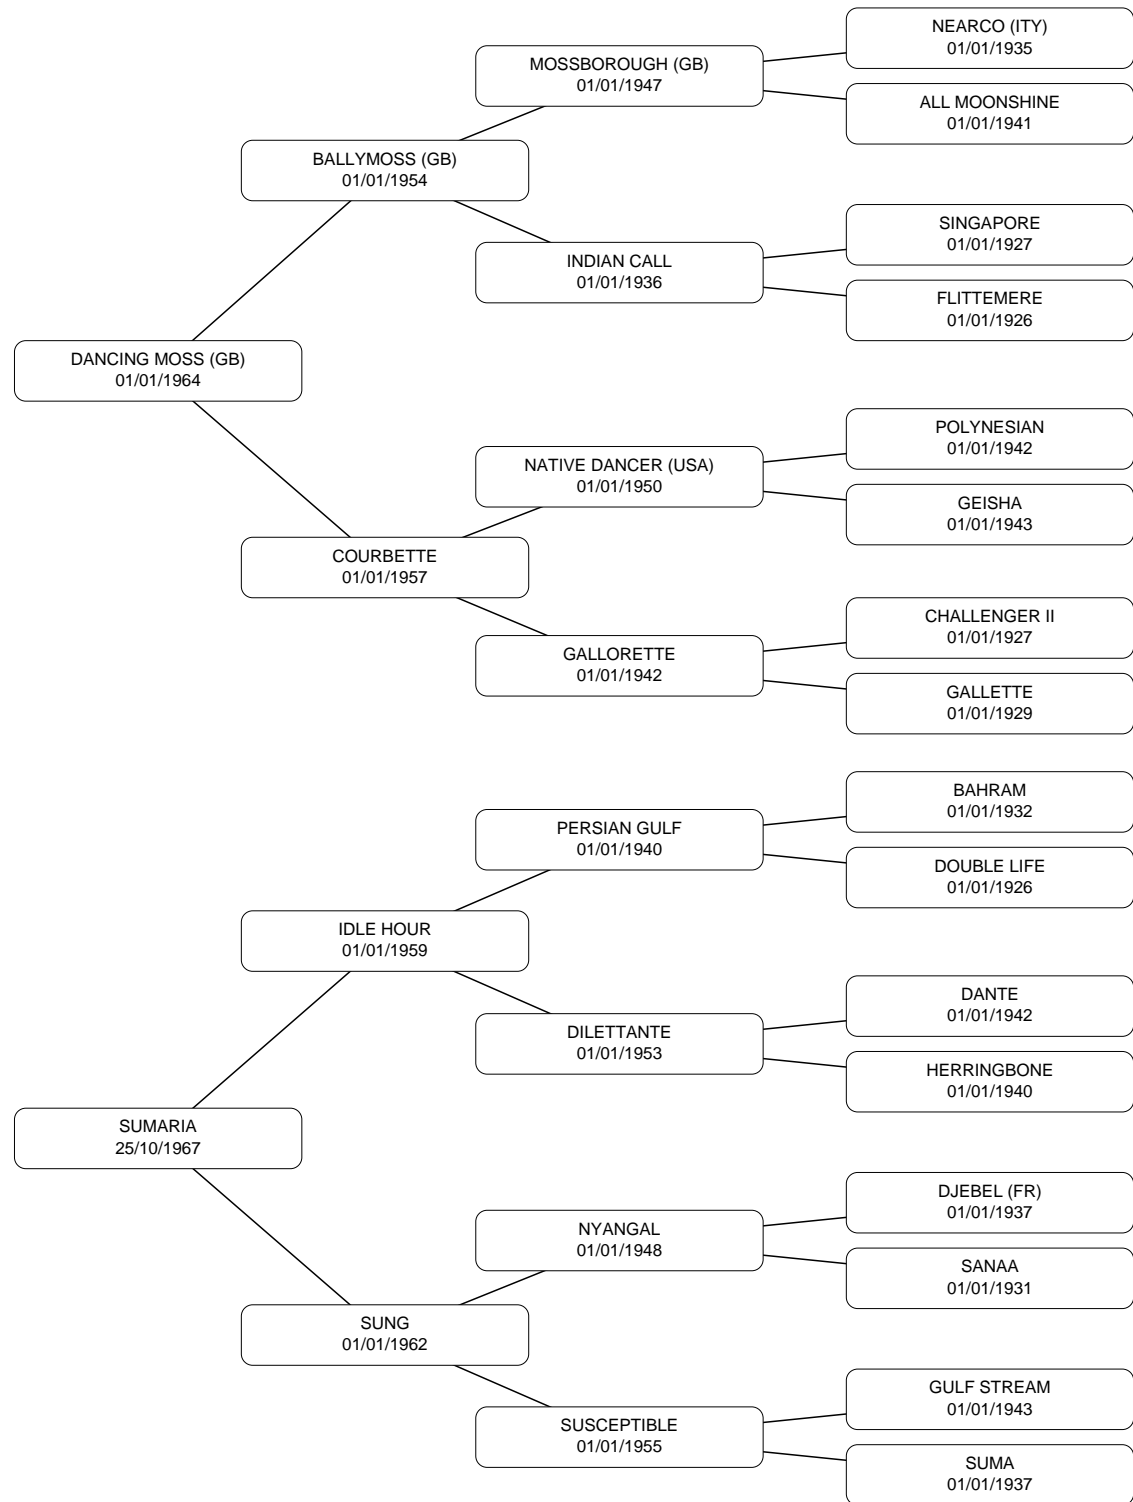 NEARCO (ITY)
01/01/1935
MOSSBOROUGH (GB)
01/01/1947
ALL MOONSHINE
01/01/1941
BALLYMOSS (GB)
01/01/1954
SINGAPORE
01/01/1927
INDIAN CALL
01/01/1936
FLITTEMERE
01/01/1926
DANCING MOSS (GB)
01/01/1964
POLYNESIAN
01/01/1942
NATIVE DANCER (USA)
01/01/1950
GEISHA
01/01/1943
COURBETTE
01/01/1957
CHALLENGER II
01/01/1927
GALLORETTE
01/01/1942
GALLETTE
01/01/1929
BAHRAM
01/01/1932
PERSIAN GULF
01/01/1940
DOUBLE LIFE
01/01/1926
IDLE HOUR
01/01/1959
DANTE
01/01/1942
DILETTANTE
01/01/1953
HERRINGBONE
01/01/1940
SUMARIA
25/10/1967
DJEBEL (FR)
01/01/1937
NYANGAL
01/01/1948
SANAA
01/01/1931
SUNG
01/01/1962
GULF STREAM
01/01/1943
SUSCEPTIBLE
01/01/1955
SUMA
01/01/1937